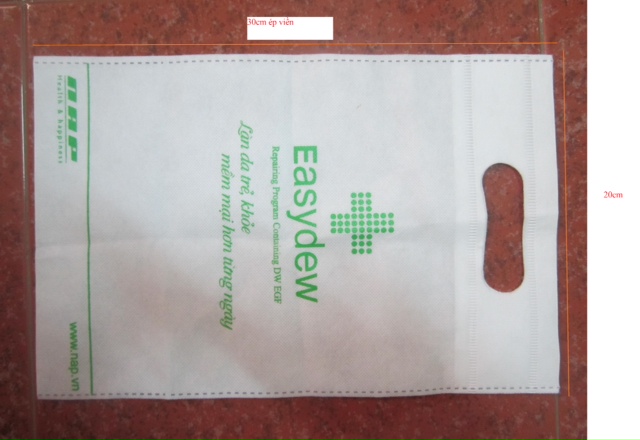 30cm ép viền
20cm
Easydew
Repairing Program Containing DW EGF
Làn da trẻ, khỏe
mềm mại hơn từng ngày
NAP
Health & happiness
www.nap.vn